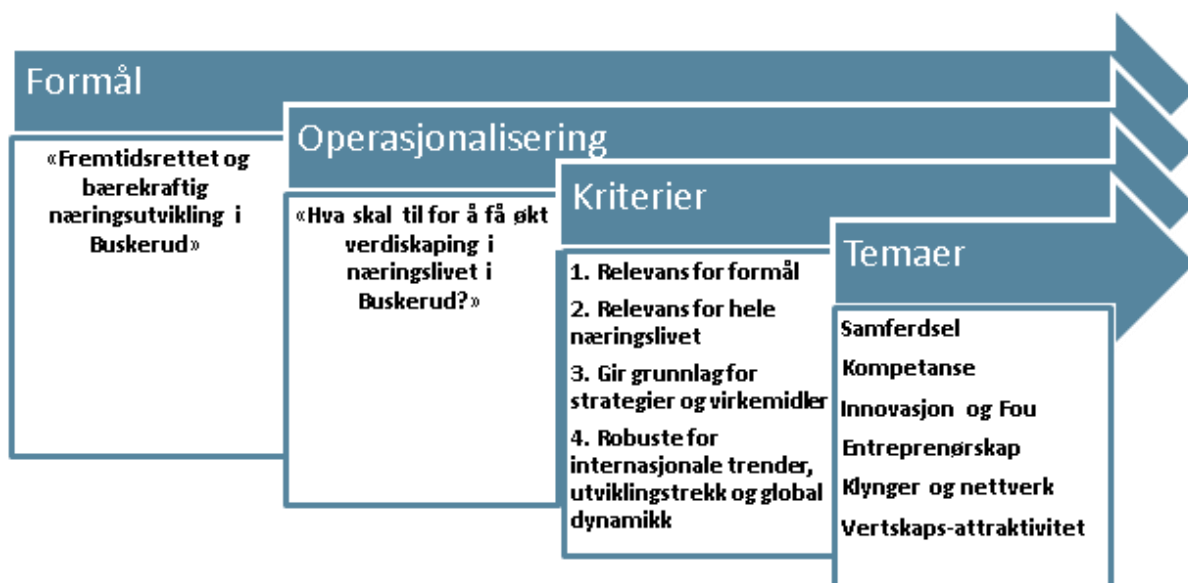 Formål
«Fremtidsrettet og
bærekraftig
næringsutvikling i
Buskerud»
Operasjonalisering
«Hva skal til for å få økt
verdiskaping i
næringslivet i
Buskerud?»
Kriterier
1. Relevans for formål
2. Relevans for hele
næringslivet
3. Gir grunnlag for
strategier og virkemidler
4. Robuste for
internasjonale trender,
utviklingstrekk og global
dynamikk
Temaer
Samferdsel
Kompetanse
Innovasjon og Fou
Entreprenørskap
Klynger og nettverk
Vertskaps-attraktivitet